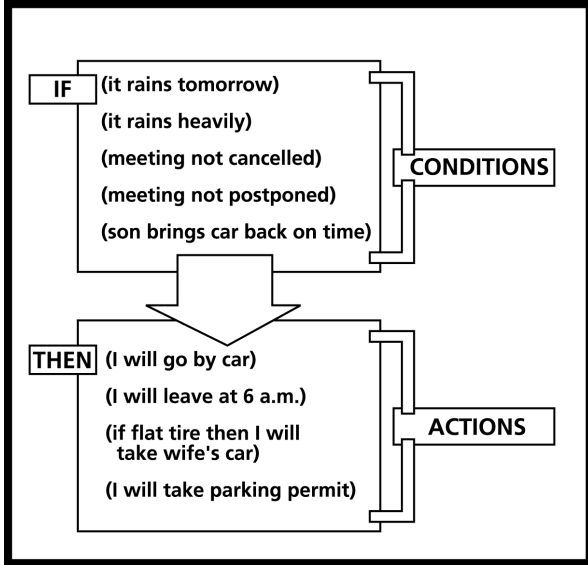 IF
(it rains tomorrow)
(it rains heavily)
(meeting not cancelled)
(meeting not postponed)
(son brings car back on time)
CONDITIONS
THEN
(I will go by car)
(I will leave at 6 a.m.)
(if flat tire then I will
take wife's car)
(I will take parking permit)
ACTIONS